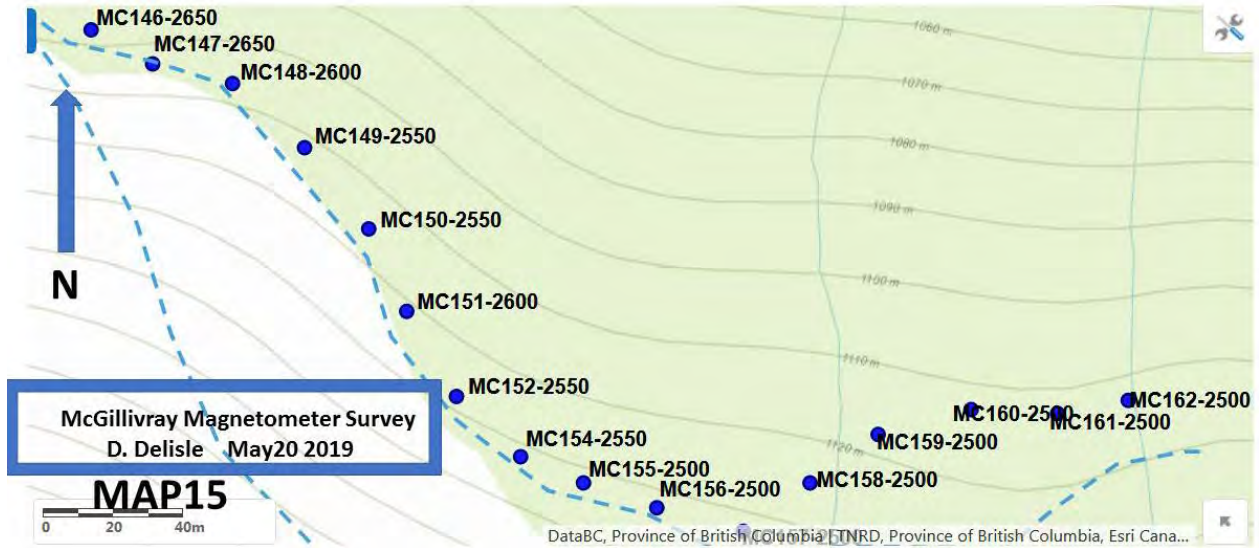 MC146-2650
MC147-2650
MC148-2600
1060 m
1070 m
MC149-2550
1080 m
MC150-2550
1090 m
N
1100 m
MC151-2600
1110 m
MC152-2550
MC160-2500
MC161-2500
MC162-2500
McGillivray Magnetometer Survey
D. Delisle May20 2019
MC154-2550
1120 m
MC159-2500
MC155-2500
MC158-2500
MAP15
MC156-2500
0 20 40m
DataBC, Province of British Columbia, TNRD, Province of British Columbia, Esri Cana...